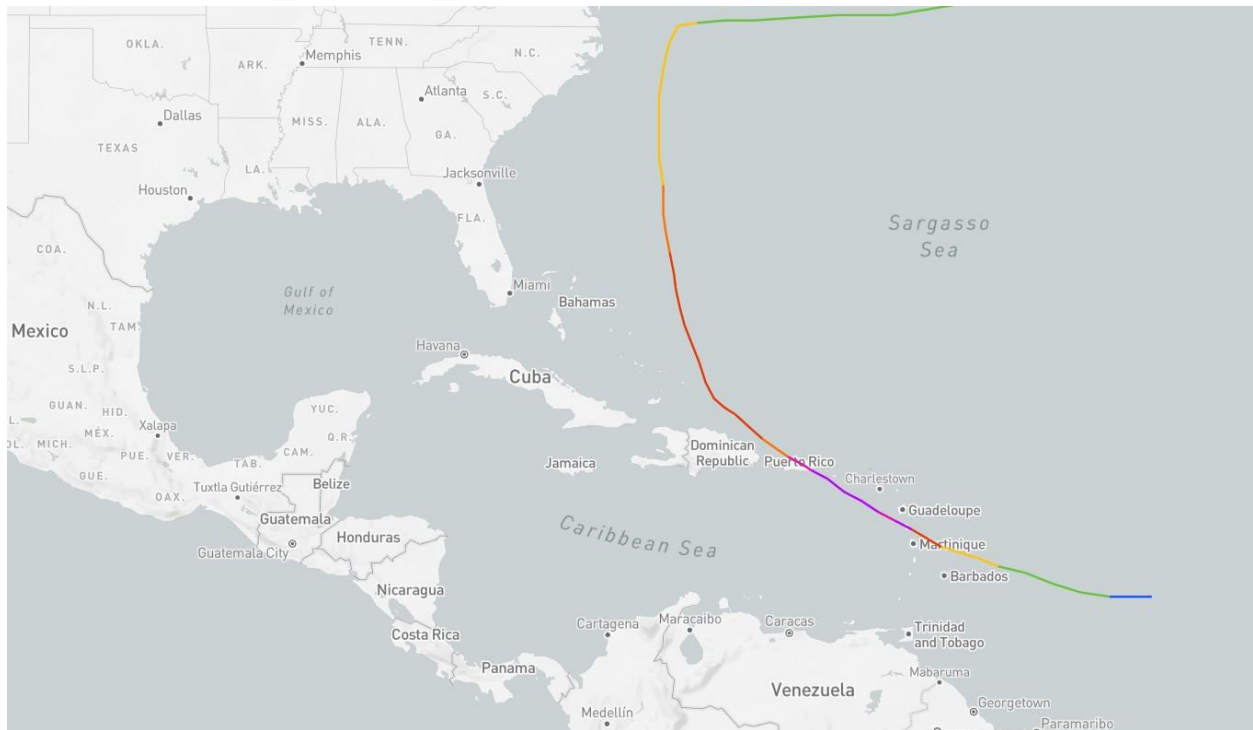 OKLA.
TENN.
Memphis
N.C.
ARK.
Atlanta
S.C.
Dallas
MISS.
ALA.
GA.
TEXAS
LA.
Jacksonville
Houston
FLA.
Sargasso
Sea
COA.
Miami
Gulf of
Mexico
Bahamas
N.L.
TAM.
Mexico
Havana
S.L.P.
Cuba
GUAN.
HID.
YUC.
L.
Xalapa
MÉX.
Q.R.
OL.
MICH.
PUE.
VER.
CAM.
Dominican
Republic
TAB.
Jamaica
Puerto Rico
GUE.
Belize
Charlestown
Tuxtla Gutiérrez
OAX.
Guadeloupe
Guatemala
Caribbean Sea
Honduras
Guatemala City
Martinique
Barbados
Nicaragua
Cartagena
Maracaibo
Caracas
Trinidad
and Tobago
Costa Rica
Panama
Mabaruma
Venezuela
Georgetown
Medellín
Paramaribo